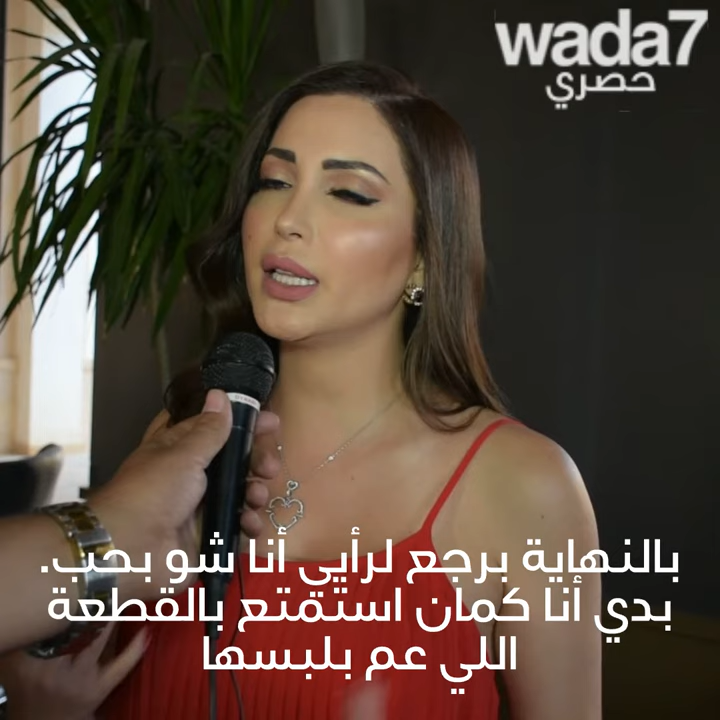 wada7
حصري
بالنهاية برجع لرأيي أنا شو بحب.
بدي أنا كمان استمتع بالقطعة
اللي عم بلبسها